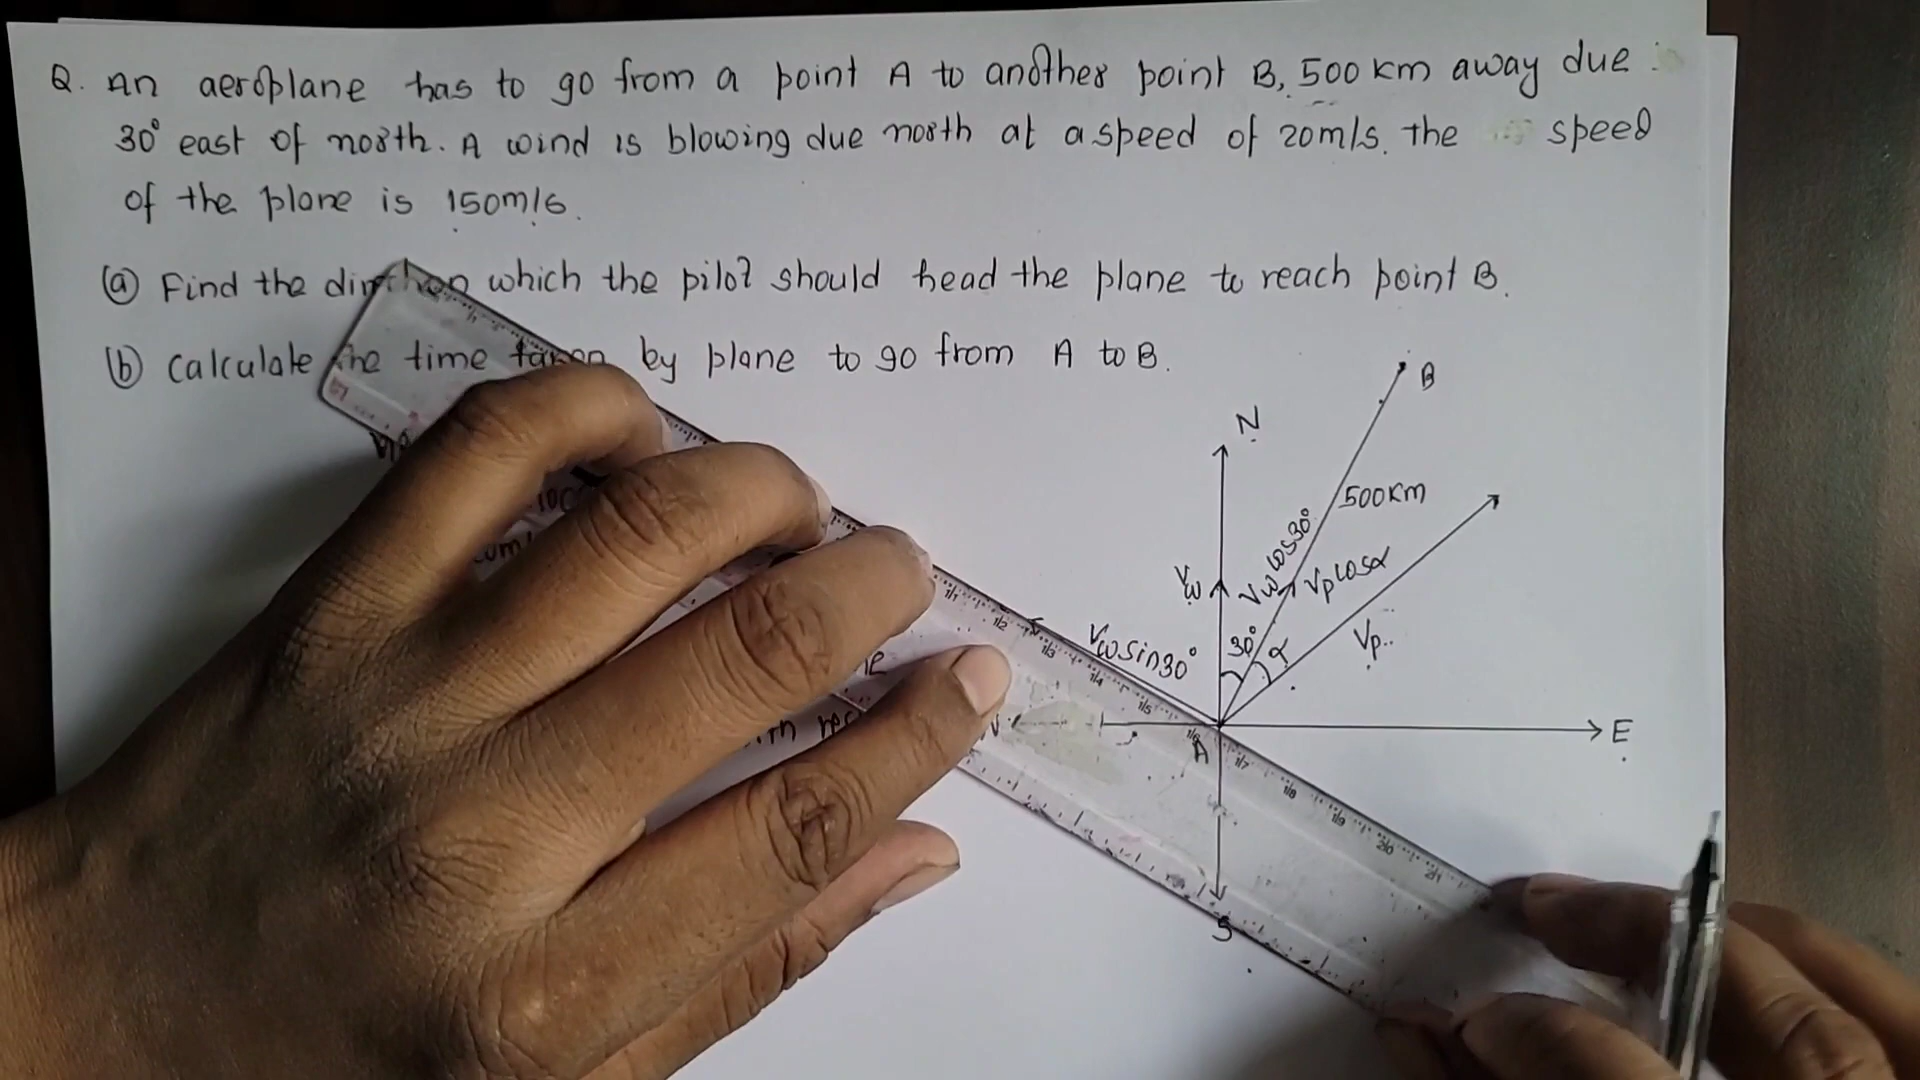 Q. An aeroplane has to go from a point A to another point B, 500 km away due
30° east of north. A wind is blowing due north at a speed of 20m/s. the speed
of the plane is 150m/s.
(a) Find the direction which the pilot should head the plane to reach point B.
(b) calculate the time taken by plane to go from A to B.
B
N
500km
Vw cos30°
Vp cosα
Vw
Vw sin30°
30°
α
Vp
A
E
S